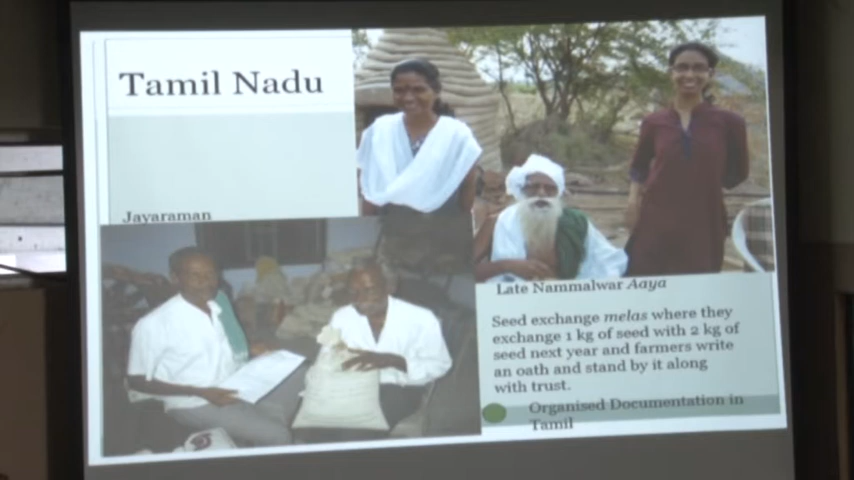 Tamil Nadu
Jayaraman
Late Nammalwar Aaya
Seed exchange melas where they
exchange 1 kg of seed with 2 kg of
seed next year and farmers write
an oath and stand by it along
with trust.
Organised Documentation in
Tamil